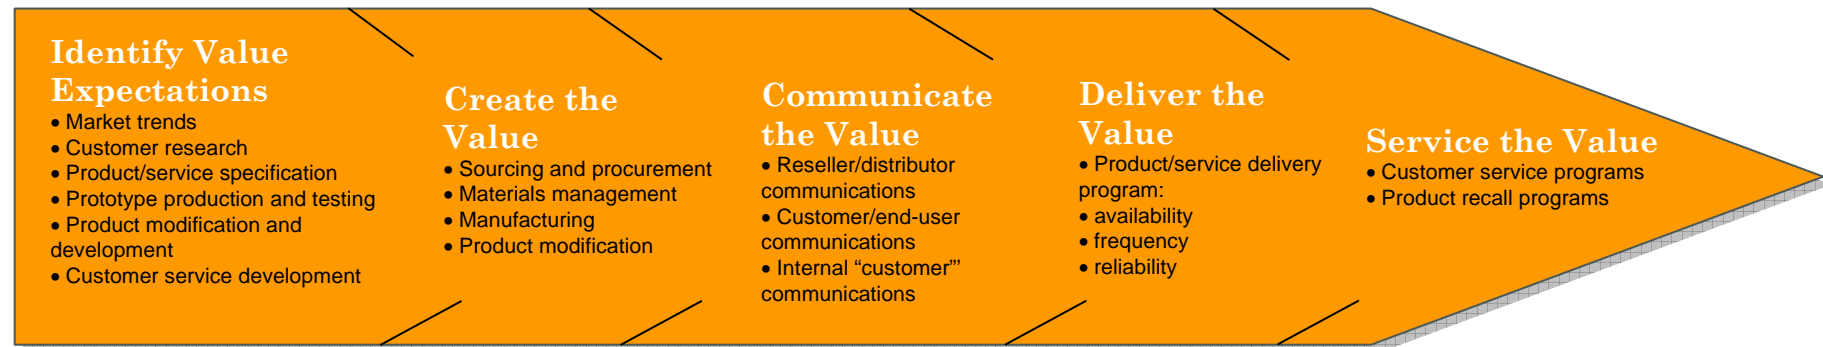 Identify Value
Expectations
• Market trends
• Customer research
• Product/service specification
• Prototype production and testing
• Product modification and
development
• Customer service development
Create the
Value
• Sourcing and procurement
• Materials management
• Manufacturing
• Product modification
Communicate
the Value
• Reseller/distributor
communications
• Customer/end-user
communications
• Internal “customer”’
communications
Deliver the
Value
• Product/service delivery
program:
• availability
• frequency
• reliability
Service the Value
• Customer service programs
• Product recall programs